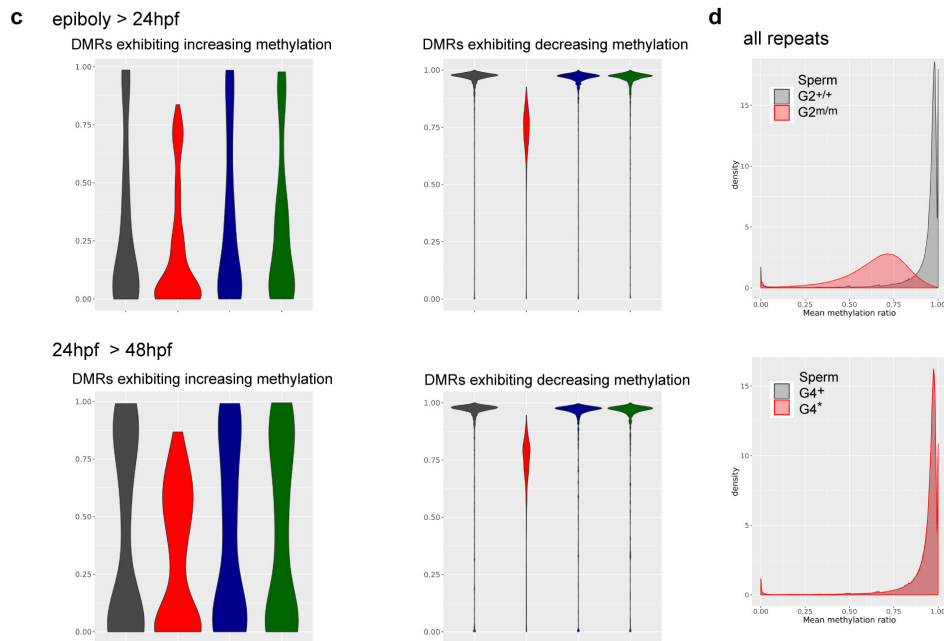 c
epiboly > 24hpf
DMRs exhibiting increasing methylation
1.00
0.75
0.50
0.25
0.00
DMRs exhibiting decreasing methylation
1.00
0.75
0.50
0.25
0.00
24hpf > 48hpf
DMRs exhibiting increasing methylation
1.00
0.75
0.50
0.25
0.00
DMRs exhibiting decreasing methylation
1.00
0.75
0.50
0.25
0.00
d
all repeats
Sperm
G2+/+
G2m/m
density
15
10
5
0
0.00 0.25 0.50 0.75 1.00
Mean methylation ratio
Sperm
G4+
G4*
density
15
10
5
0
0.00 0.25 0.50 0.75 1.00
Mean methylation ratio